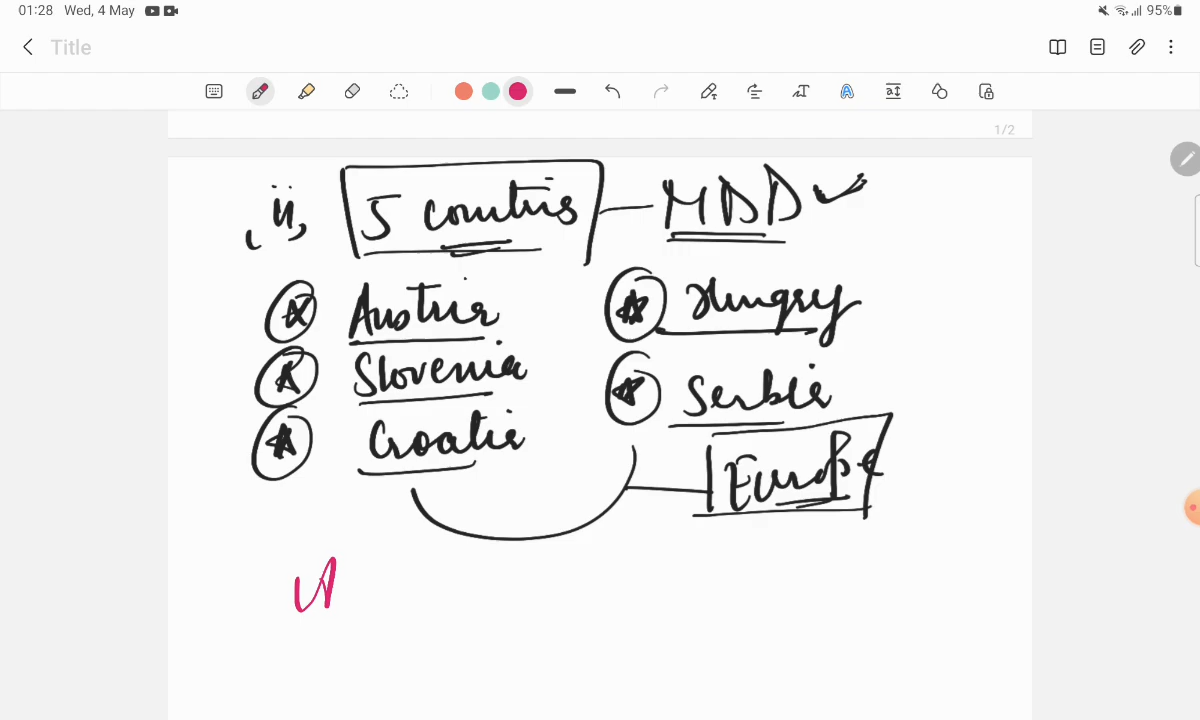 01:28 Wed, 4 May 95%
Title
1/2
ii, 5 countris — MDD
Austria
Hungry
Slovenia
Serbia
Croatia
Europe